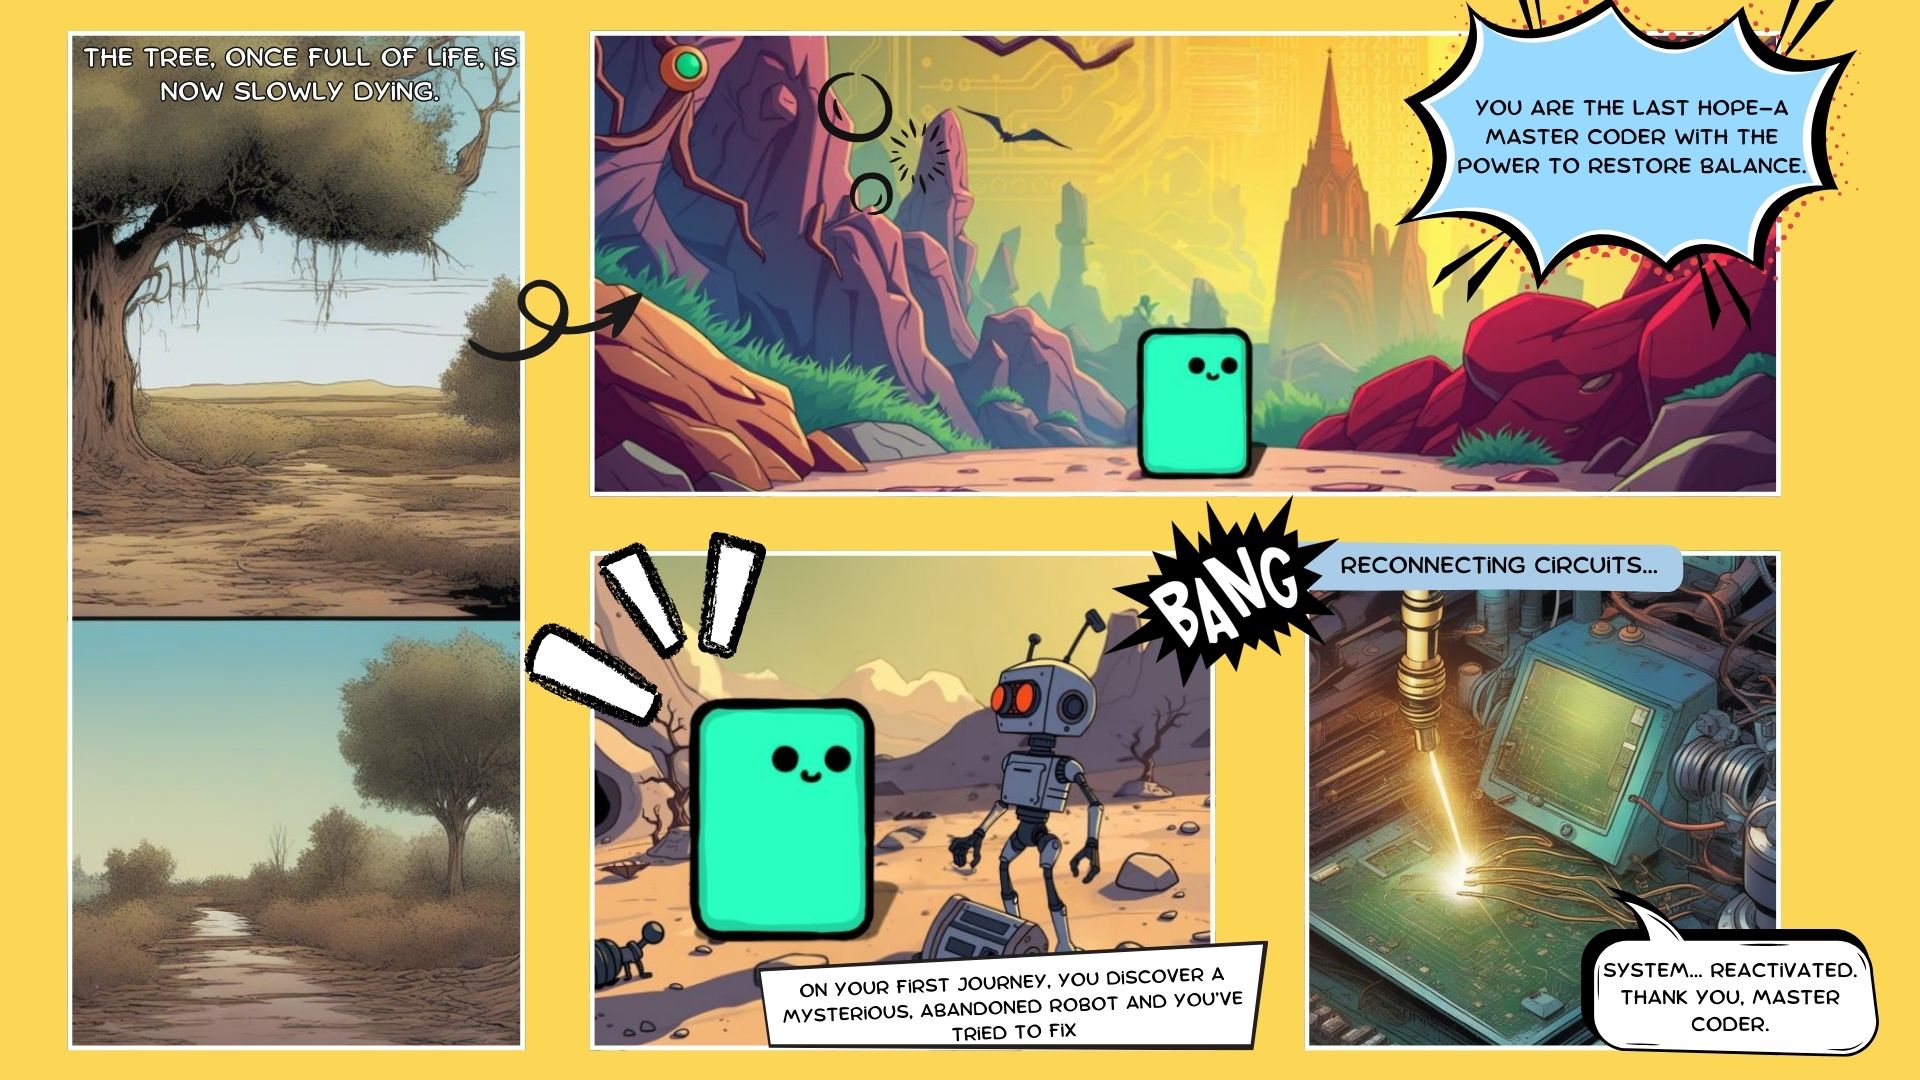 THE TREE, ONCE FULL OF LIFE, IS
NOW SLOWLY DYING.
YOU ARE THE LAST HOPE—A
MASTER CODER WITH THE
POWER TO RESTORE BALANCE.
BANG
RECONNECTING CIRCUITS...
ON YOUR FIRST JOURNEY, YOU DISCOVER A
MYSTERIOUS, ABANDONED ROBOT AND YOU'VE
TRIED TO FIX
SYSTEM... REACTIVATED.
THANK YOU, MASTER
CODER.